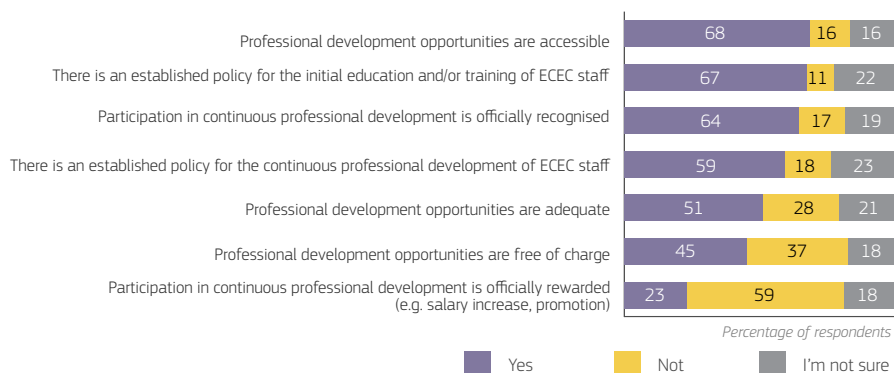 Professional development opportunities are accessible
68 16 16
There is an established policy for the initial education and/or training of ECEC staff
67 11 22
Participation in continuous professional development is officially recognised
64 17 19
There is an established policy for the continuous professional development of ECEC staff
59 18 23
Professional development opportunities are adequate
51 28 21
Professional development opportunities are free of charge
45 37 18
Participation in continuous professional development is officially rewarded
(e.g. salary increase, promotion)
23 59 18
Percentage of respondents
Yes Not I'm not sure